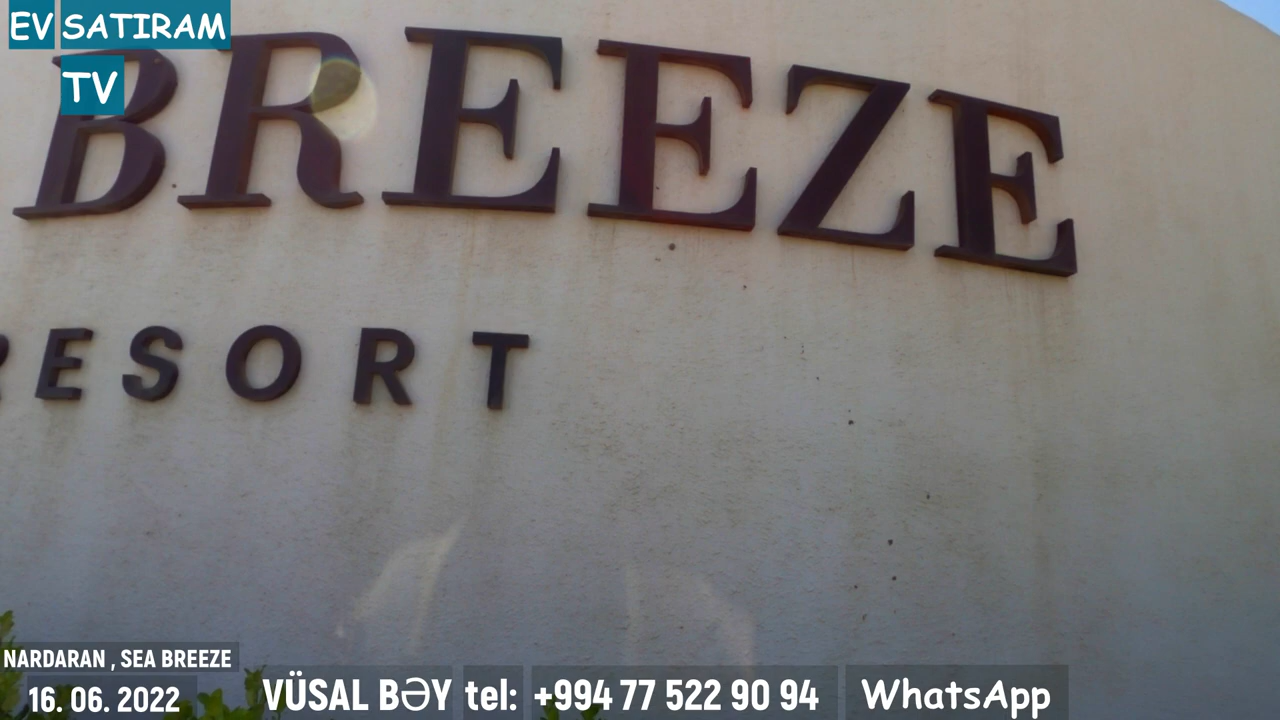 EV SATIRAM
TV
BREEZE
RESORT
NARDARAN , SEA BREEZE
16. 06. 2022
VÜSAL BƏY tel: +994 77 522 90 94 WhatsApp